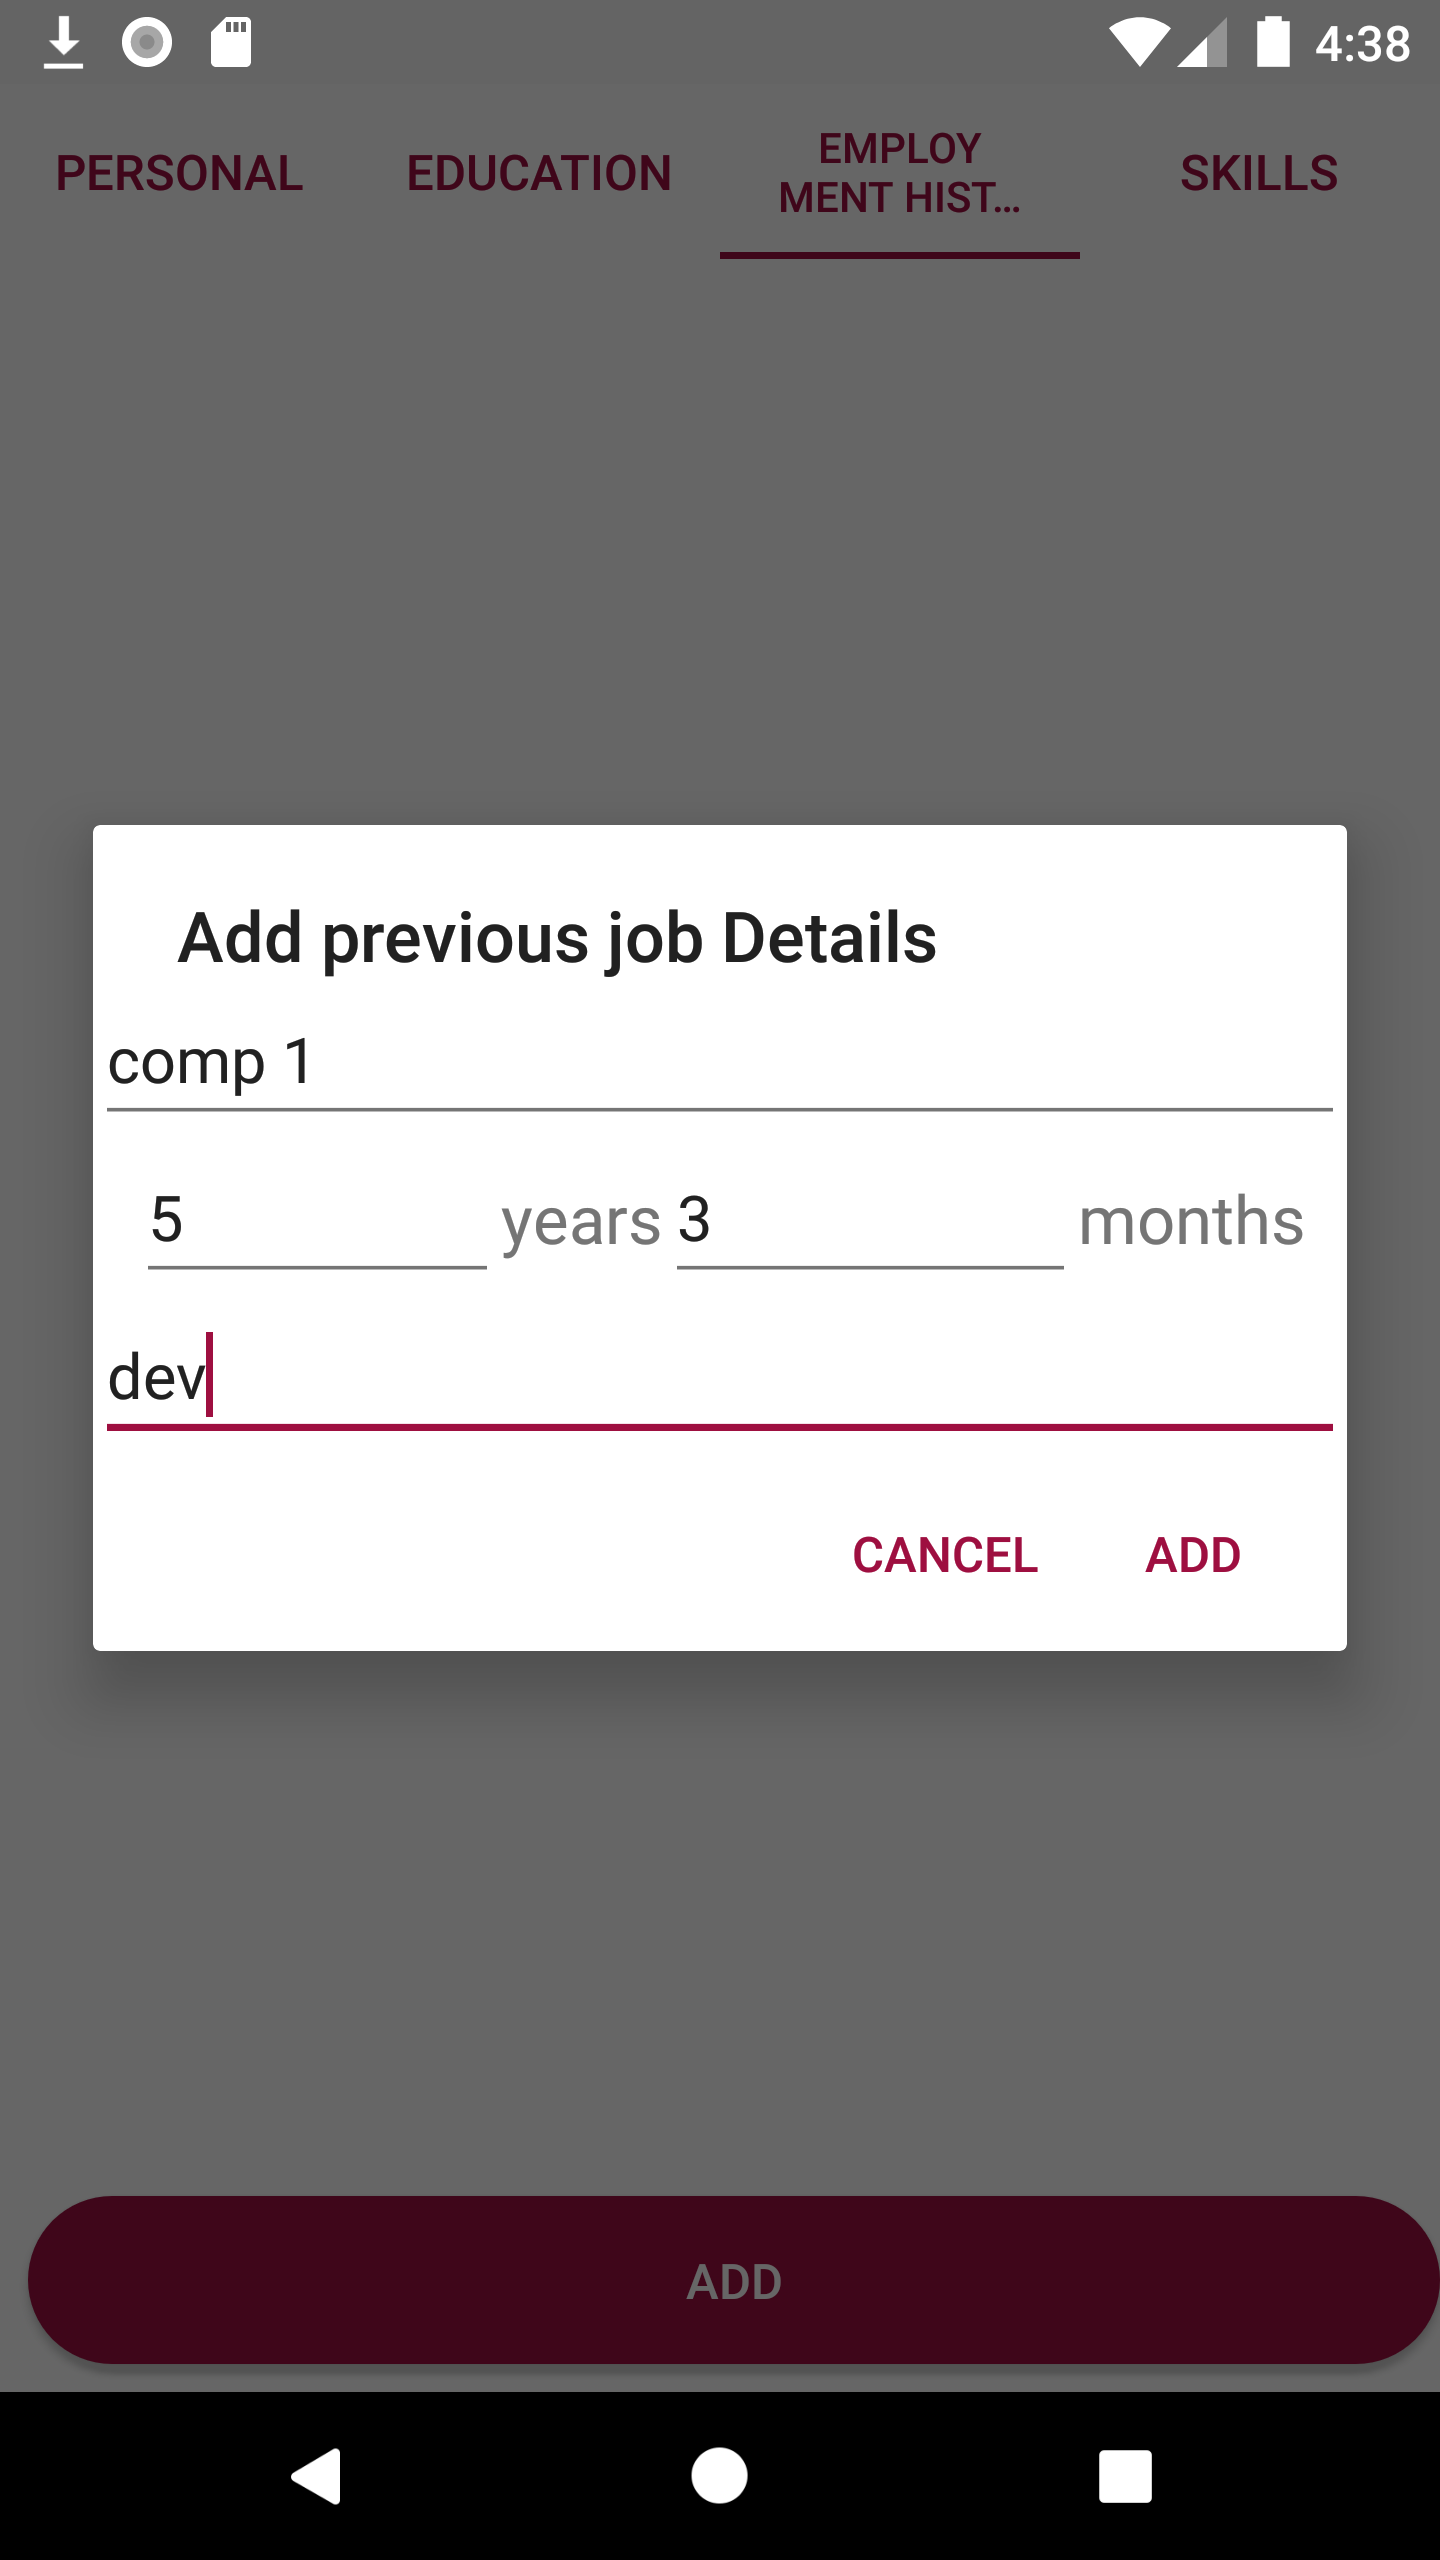 4:38
PERSONAL
EDUCATION
EMPLOY
MENT HIST...
SKILLS
Add previous job Details
comp 1
5 years 3 months
dev
CANCEL ADD
ADD